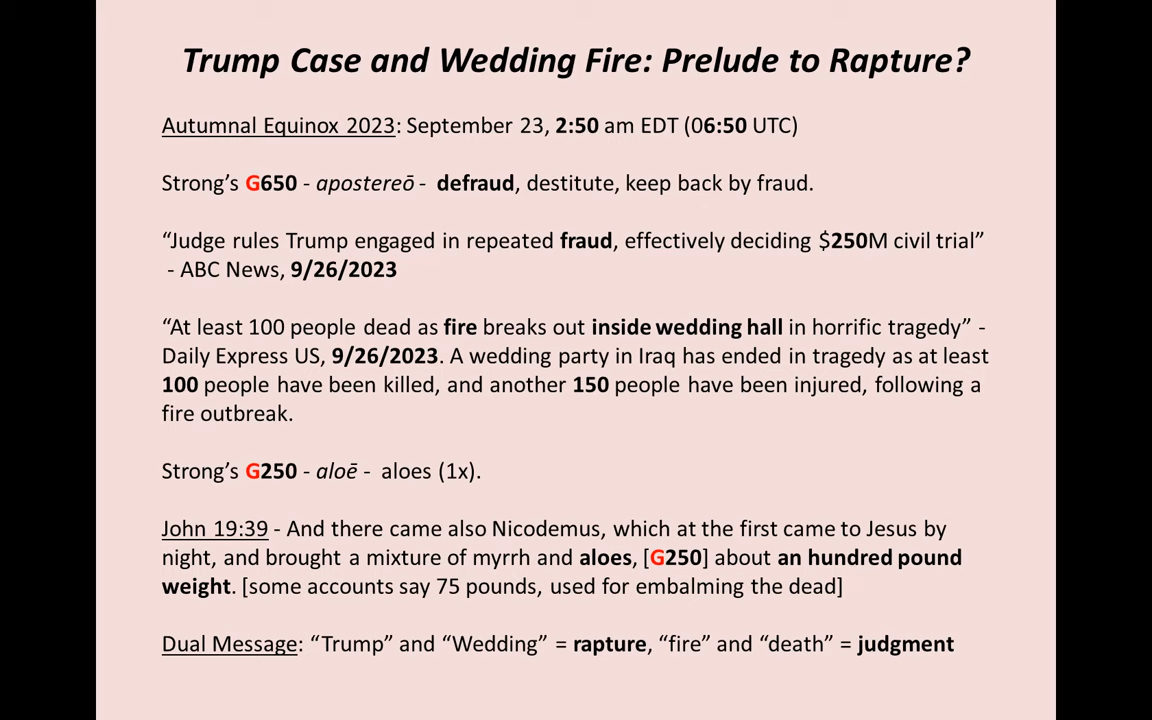 Trump Case and Wedding Fire: Prelude to Rapture?
Autumnal Equinox 2023: September 23, 2:50 am EDT (06:50 UTC)
Strong’s G650 - apostereō - defraud, destitute, keep back by fraud.
“Judge rules Trump engaged in repeated fraud, effectively deciding $250M civil trial”
- ABC News, 9/26/2023
“At least 100 people dead as fire breaks out inside wedding hall in horrific tragedy” -
Daily Express US, 9/26/2023. A wedding party in Iraq has ended in tragedy as at least
100 people have been killed, and another 150 people have been injured, following a
fire outbreak.
Strong’s G250 - aloē - aloes (1x).
John 19:39 - And there came also Nicodemus, which at the first came to Jesus by
night, and brought a mixture of myrrh and aloes, [G250] about an hundred pound
weight. [some accounts say 75 pounds, used for embalming the dead]
Dual Message: “Trump” and “Wedding” = rapture, “fire” and “death” = judgment